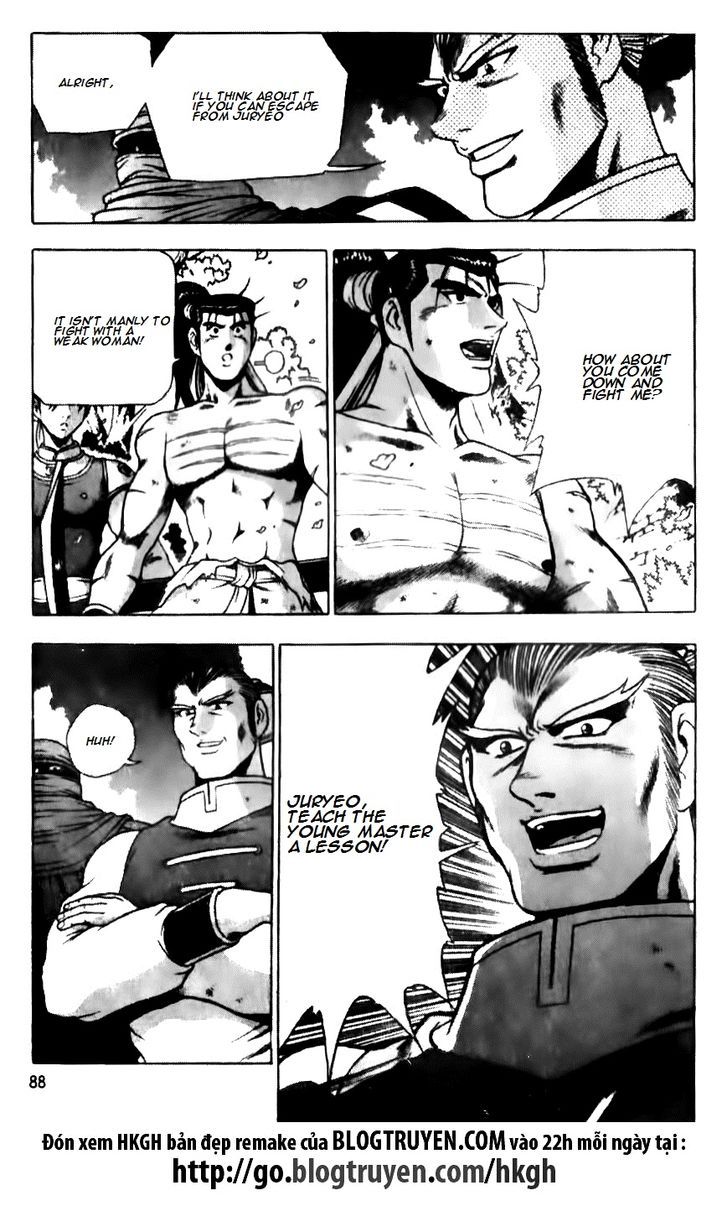 ALRIGHT,
I'LL THINK ABOUT IT
IF YOU CAN ESCAPE
FROM JURYEO
IT ISN'T MANLY TO
FIGHT WITH A
WEAK WOMAN!
HOW ABOUT
YOU COME
DOWN AND
FIGHT ME?
HUH!
JURYEO,
TEACH THE
YOUNG MASTER
A LESSON!
88
Đón xem HKGH bản đẹp remake của BLOGTRUYEN.COM vào 22h mỗi ngày tại :
http://go.blogtruyen.com/hkgh